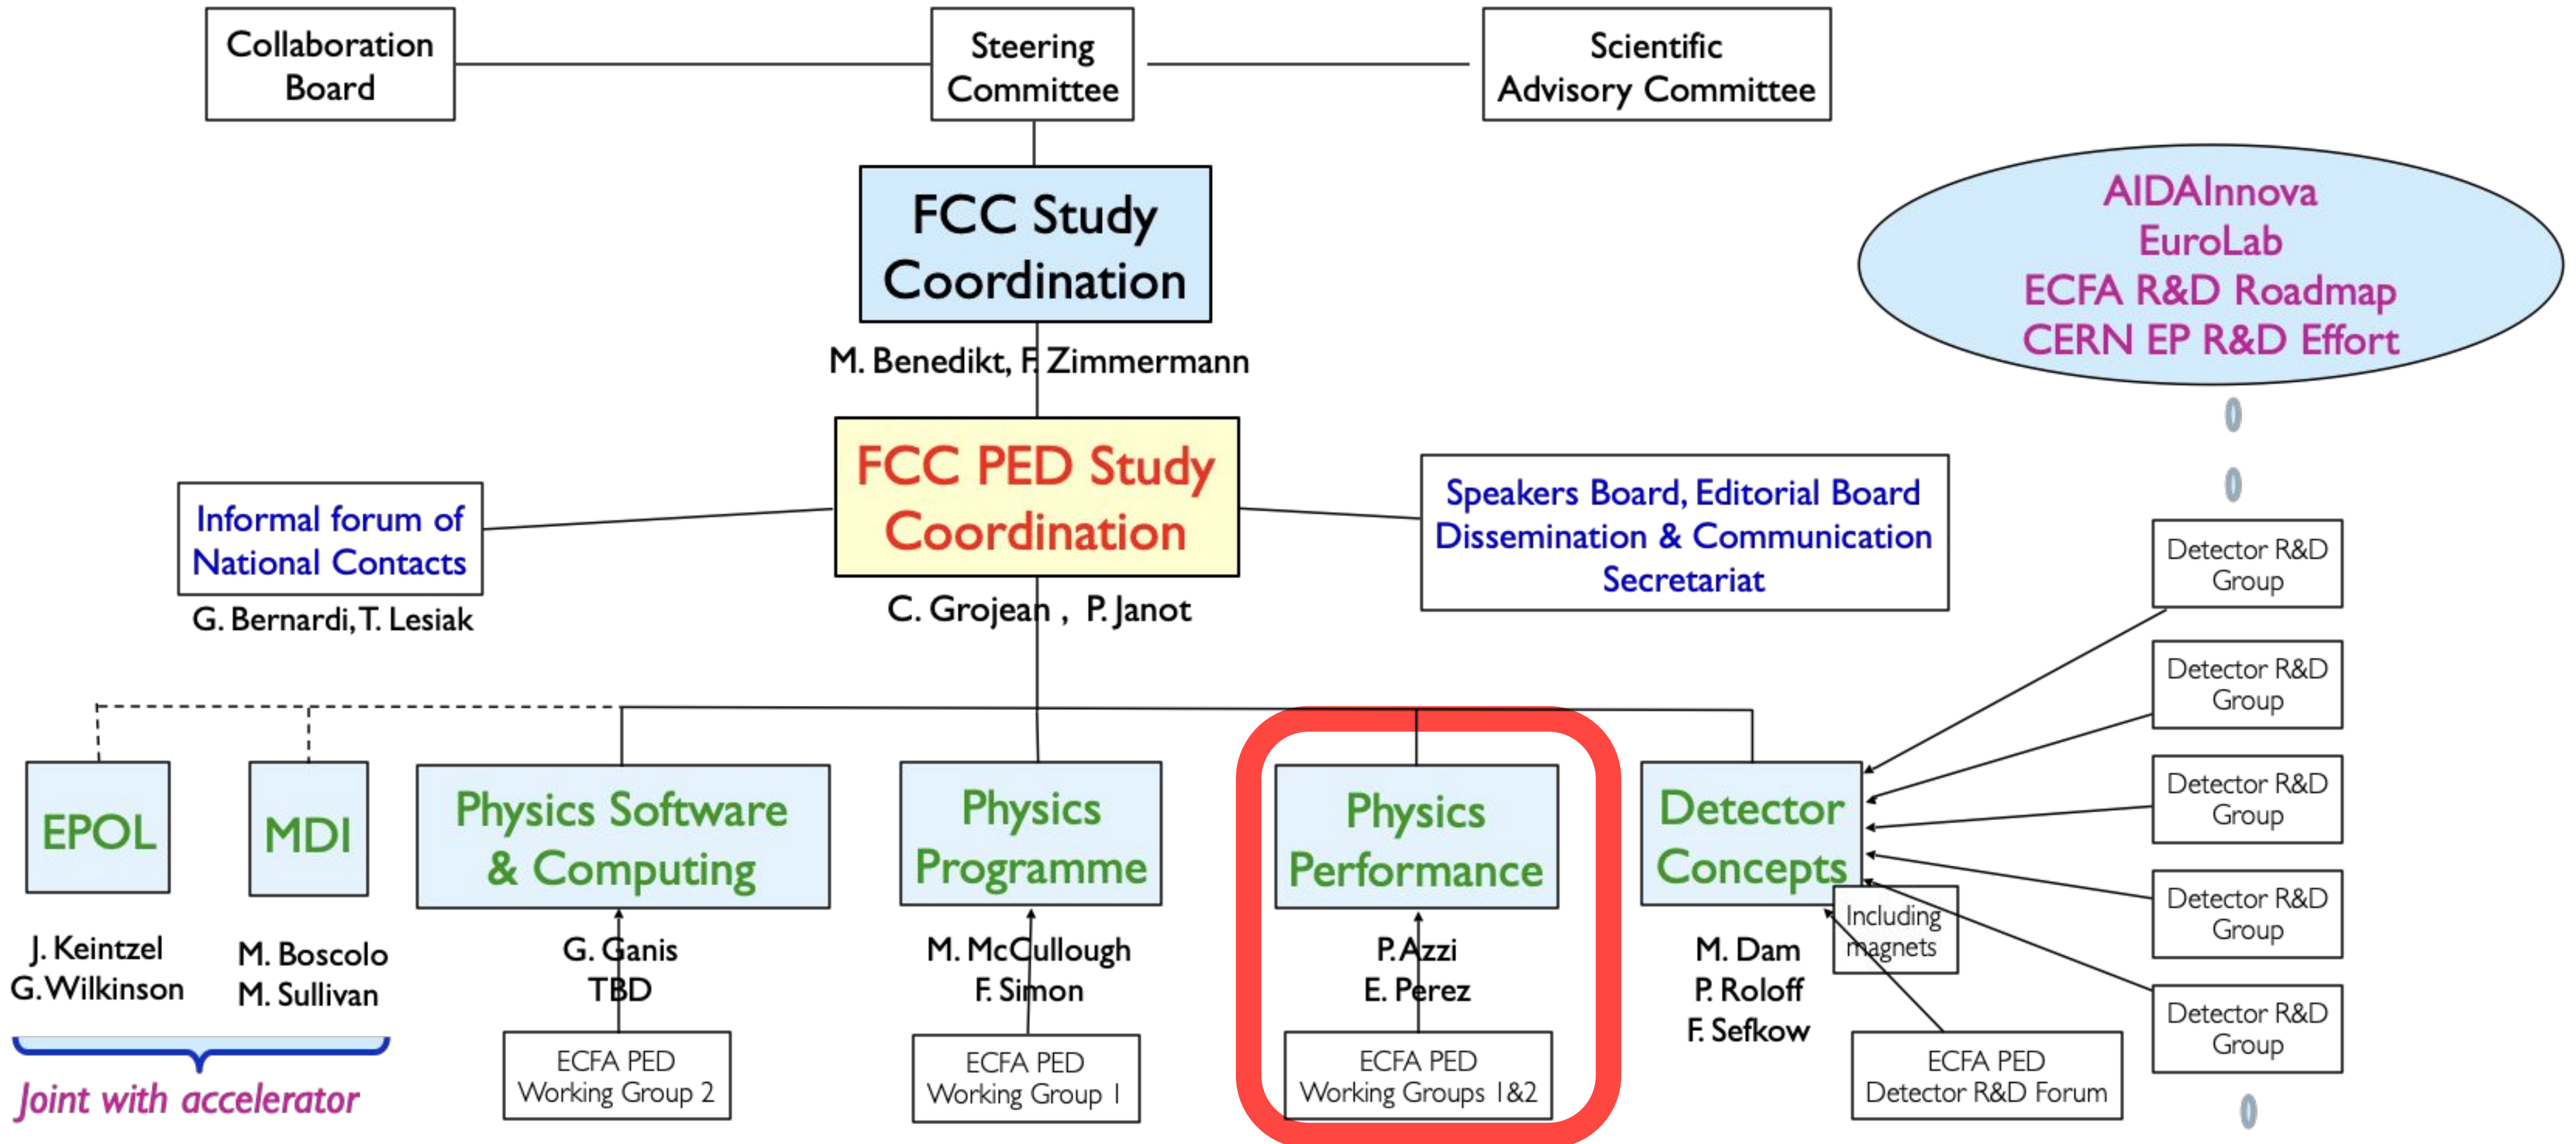 Collaboration
Board
Steering
Committee
Scientific
Advisory Committee
FCC Study
Coordination
M. Benedikt, F. Zimmermann
AIDAInnova
EuroLab
ECFA R&D Roadmap
CERN EP R&D Effort
FCC PED Study
Coordination
C. Grojean , P. Janot
Informal forum of
National Contacts
G. Bernardi, T. Lesiak
Speakers Board, Editorial Board
Dissemination & Communication
Secretariat
Detector R&D
Group
Detector R&D
Group
Detector R&D
Group
Detector R&D
Group
Detector R&D
Group
EPOL
J. Keintzel
G. Wilkinson
MDI
M. Boscolo
M. Sullivan
Joint with accelerator
Physics Software
& Computing
G. Ganis
TBD
ECFA PED
Working Group 2
Physics
Programme
M. McCullough
F. Simon
ECFA PED
Working Group 1
Physics
Performance
P. Azzi
E. Perez
ECFA PED
Working Groups 1&2
Detector
Concepts
Including
magnets
M. Dam
P. Roloff
F. Sefkow
ECFA PED
Detector R&D Forum